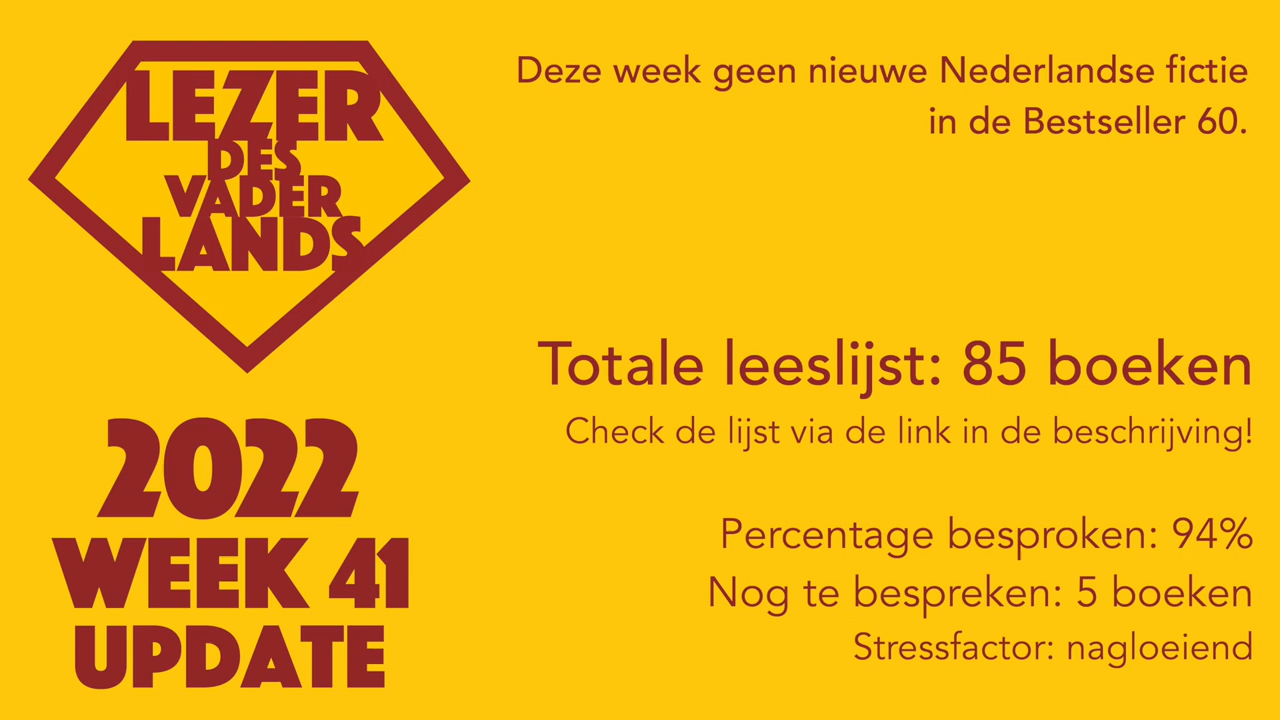 LEZER
DES
VADER
LANDS
2022
WEEK 41
UPDATE
Deze week geen nieuwe Nederlandse fictie
in de Bestseller 60.
Totale leeslijst: 85 boeken
Check de lijst via de link in de beschrijving!
Percentage besproken: 94%
Nog te bespreken: 5 boeken
Stressfactor: nagloeiend